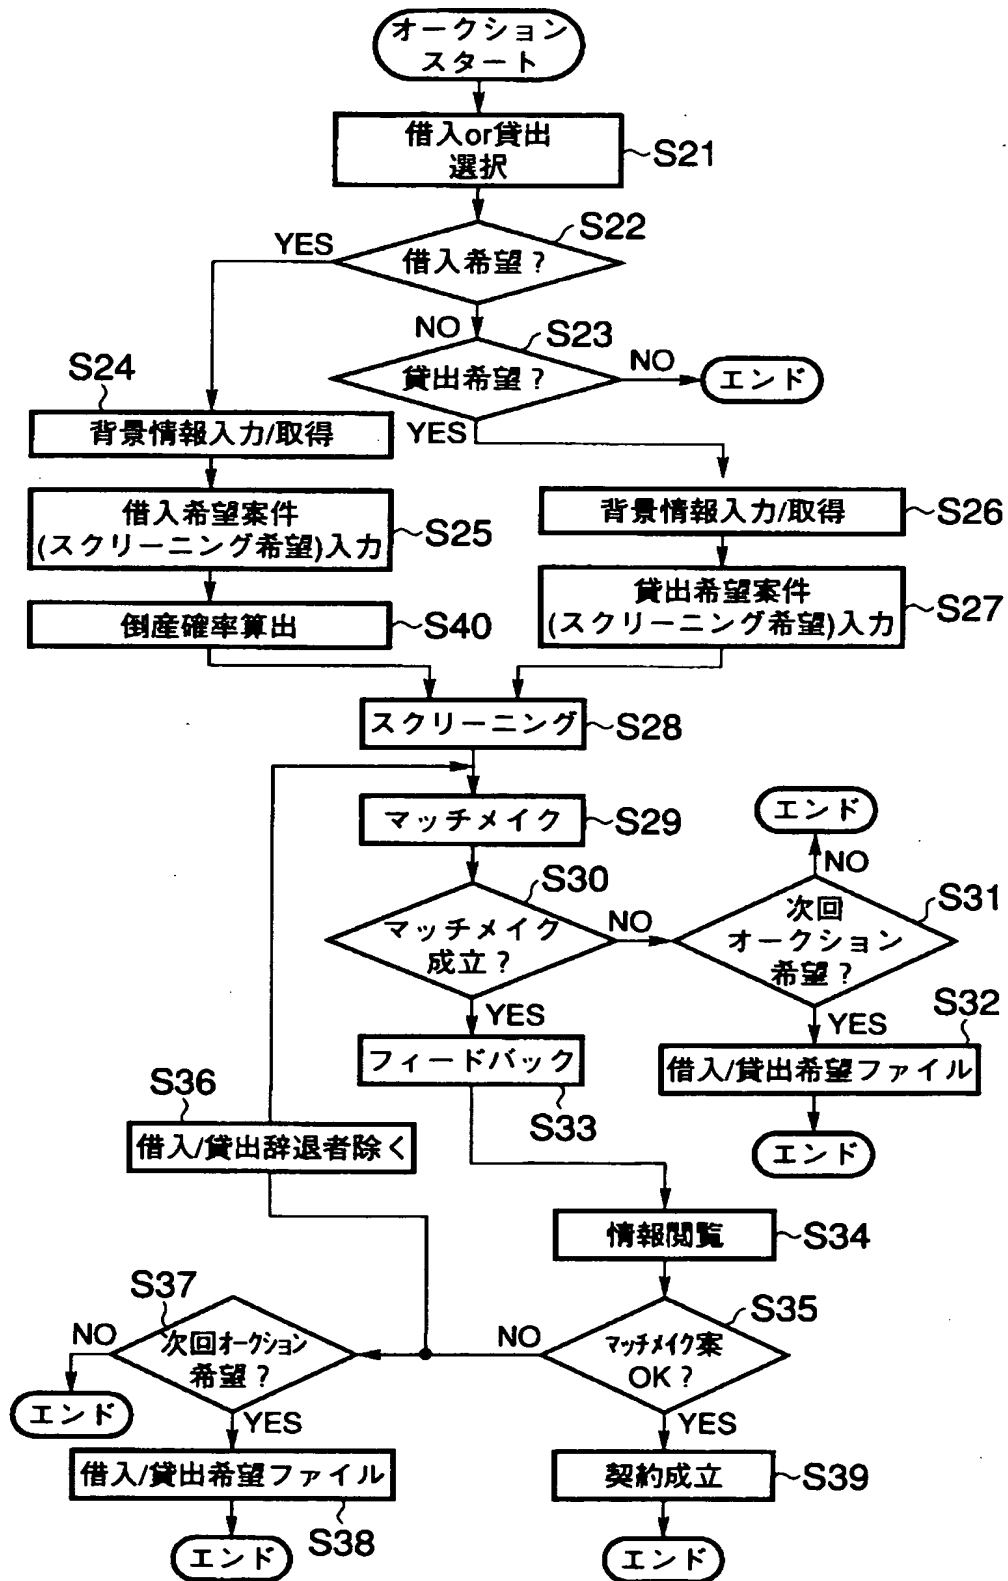 オークション
スタート
借入or貸出
選択
S21
S22
YES
借入希望?
NO
S23
貸出希望?
NO
エンド
YES
S24
背景情報入力/取得
借入希望案件
(スクリーニング希望)入力
S25
倒産確率算出
S40
背景情報入力/取得
S26
貸出希望案件
(スクリーニング希望)入力
S27
スクリーニング
S28
マッチメイク
S29
S30
マッチメイク
成立?
NO
エンド
NO
S31
次回
オークション
希望?
YES
S32
借入/貸出希望ファイル
エンド
YES
フィードバック
S33
S36
借入/貸出辞退者除く
情報閲覧
S34
S35
マッチメイク案
OK?
NO
S37
次回オークション
希望?
NO
エンド
YES
借入/貸出希望ファイル
S38
エンド
YES
契約成立
S39
エンド